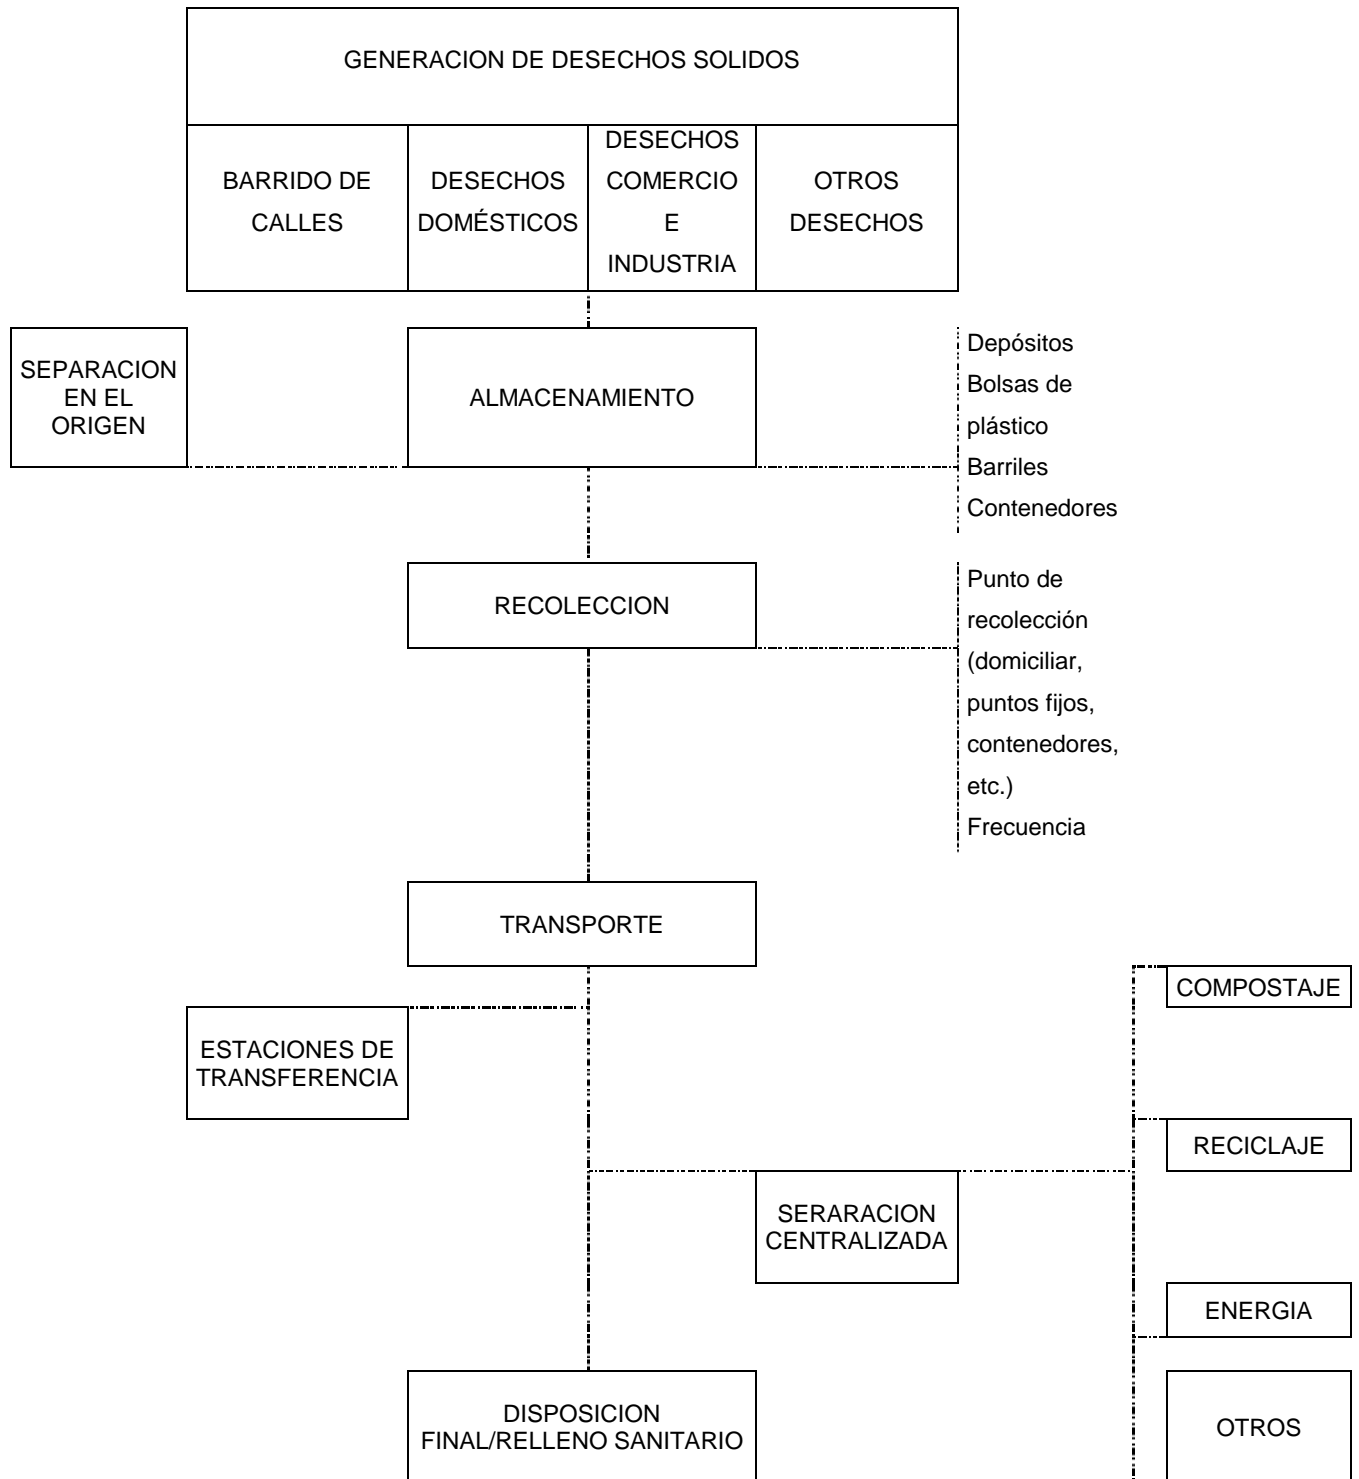 GENERACION DE DESECHOS SOLIDOS
BARRIDO DE
CALLES
DESECHOS
DOMÉSTICOS
DESECHOS
COMERCIO
E
INDUSTRIA
OTROS
DESECHOS
SEPARACION
EN EL
ORIGEN
ALMACENAMIENTO
Depósitos
Bolsas de
plástico
Barriles
Contenedores
RECOLECCION
Punto de
recolección
(domiciliar,
puntos fijos,
contenedores,
etc.)
Frecuencia
TRANSPORTE
COMPOSTAJE
ESTACIONES DE
TRANSFERENCIA
RECICLAJE
SERARACION
CENTRALIZADA
ENERGIA
DISPOSICION
FINAL/RELLENO SANITARIO
OTROS